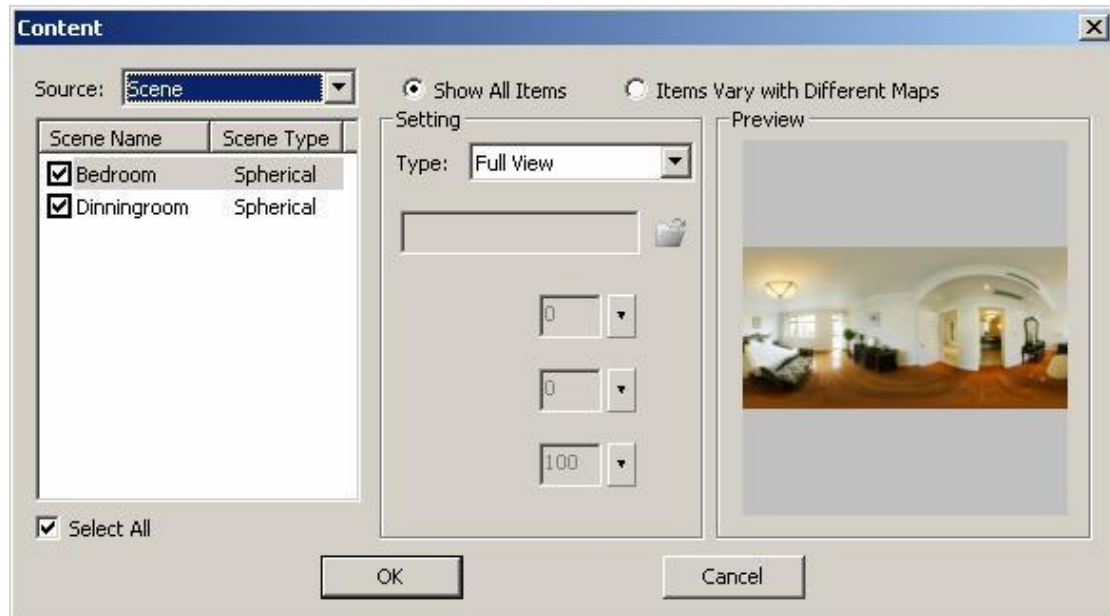 Content
Source: Scene
Show All Items
Items Vary with Different Maps
Scene Name Scene Type
Bedroom Spherical
Dinningroom Spherical
Select All
Setting
Type: Full View
0
0
100
Preview
OK
Cancel